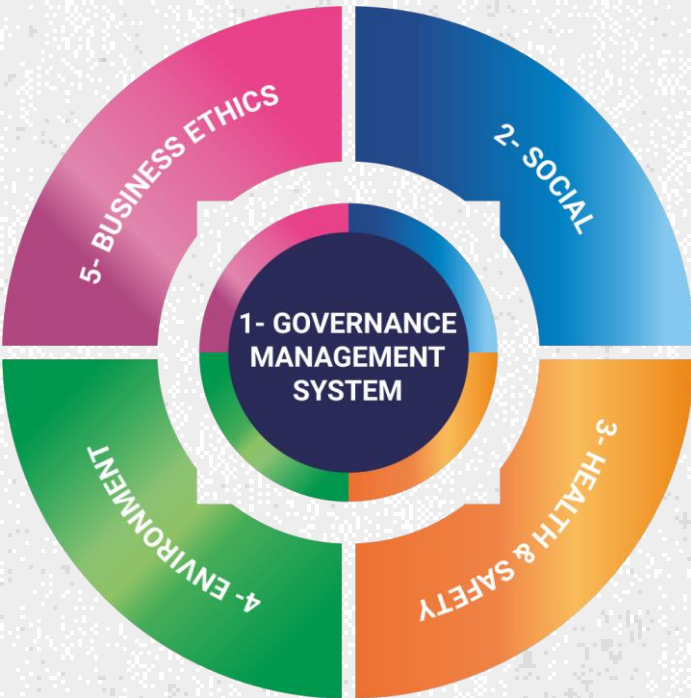 1- GOVERNANCE
MANAGEMENT
SYSTEM
2- SOCIAL
3- HEALTH & SAFETY
4- ENVIRONMENT
5- BUSINESS ETHICS